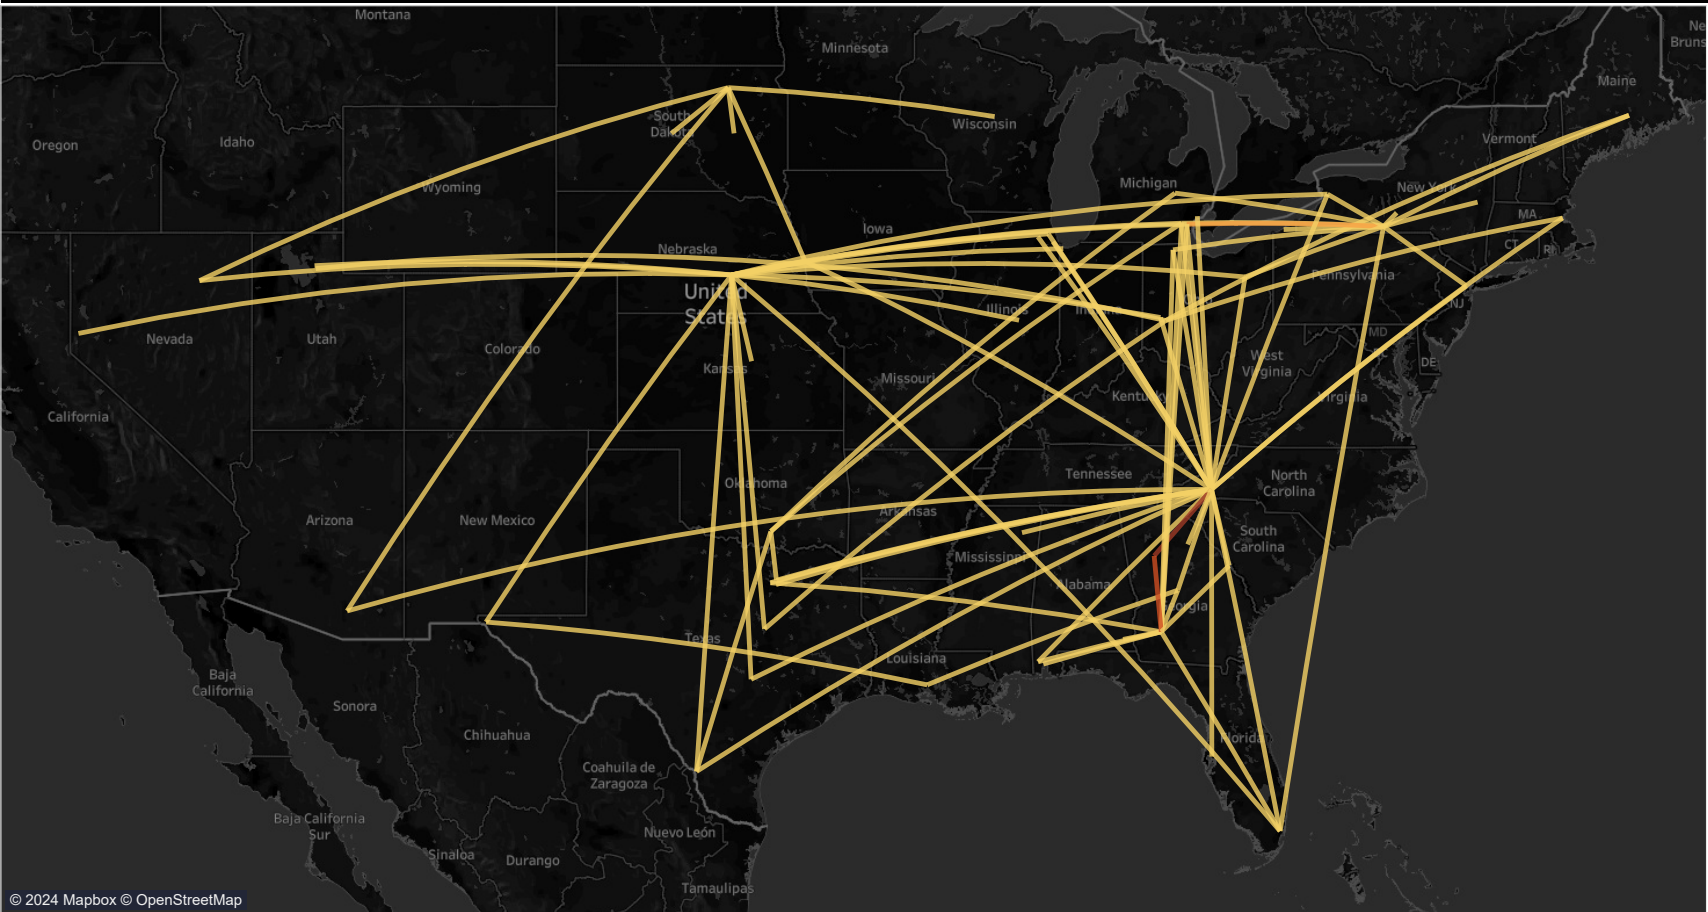 Montana
Minnesota
Ne
Bruns
Maine
Oregon
Idaho
South
Dakota
Wisconsin
Vermont
Wyoming
Michigan
New York
MA
Iowa
CT
RI
Nebraska
Pennsylvania
United
States
Illinois
NJ
Nevada
Utah
Colorado
MD
Kansas
West
Virginia
DE
Missouri
California
Kentucky
Virginia
Tennessee
Oklahoma
North
Carolina
Arizona
New Mexico
Arkansas
South
Carolina
Mississippi
Alabama
Georgia
Texas
Louisiana
Baja
California
Sonora
Chihuahua
Florida
Coahuila de
Zaragoza
Baja California
Sur
Nuevo León
Sinaloa
Durango
Tamaulipas
© 2024 Mapbox © OpenStreetMap